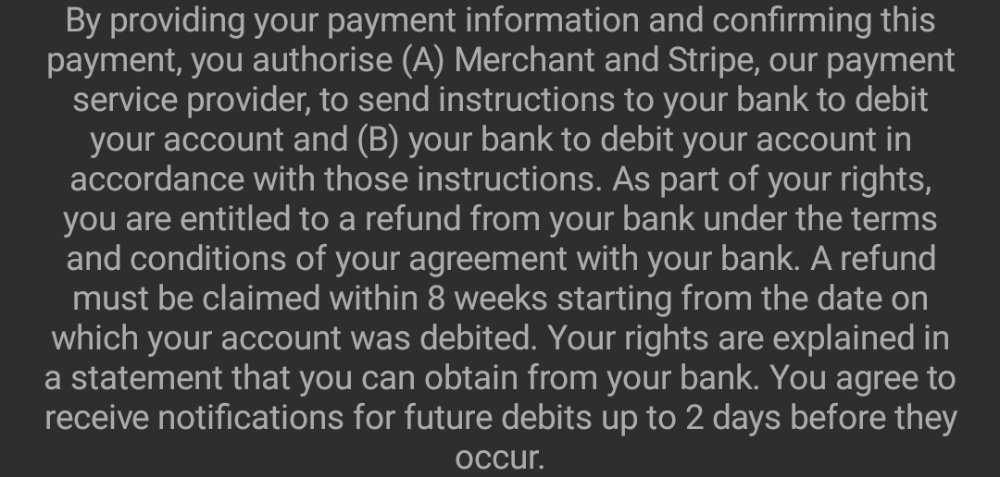 By providing your payment information and confirming this
payment, you authorise (A) Merchant and Stripe, our payment
service provider, to send instructions to your bank to debit
your account and (B) your bank to debit your account in
accordance with those instructions. As part of your rights,
you are entitled to a refund from your bank under the terms
and conditions of your agreement with your bank. A refund
must be claimed within 8 weeks starting from the date on
which your account was debited. Your rights are explained in
a statement that you can obtain from your bank. You agree to
receive notifications for future debits up to 2 days before they
occur.